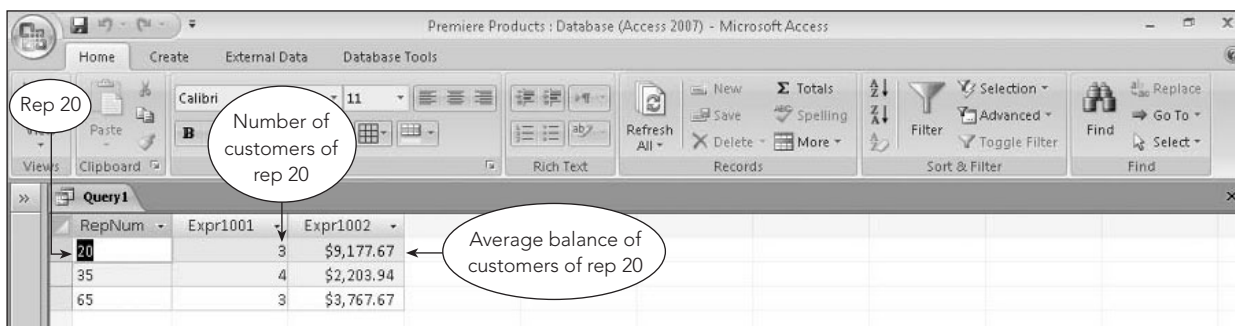 Premiere Products : Database (Access 2007) - Microsoft Access
Home Create External Data Database Tools
Rep 20
Paste
Calibri 11
B
Number of
customers of
rep 20
Refresh
All
New
Save
Delete
Σ Totals
Spelling
More
Filter
Selection
Advanced
Toggle Filter
Find
Replace
Go To
Select
Views Clipboard Rich Text Records Sort & Filter Find
Query1
RepNum Expr1001 Expr1002
20 3 $9,177.67
35 4 $2,203.94
65 3 $3,767.67
Average balance of
customers of rep 20